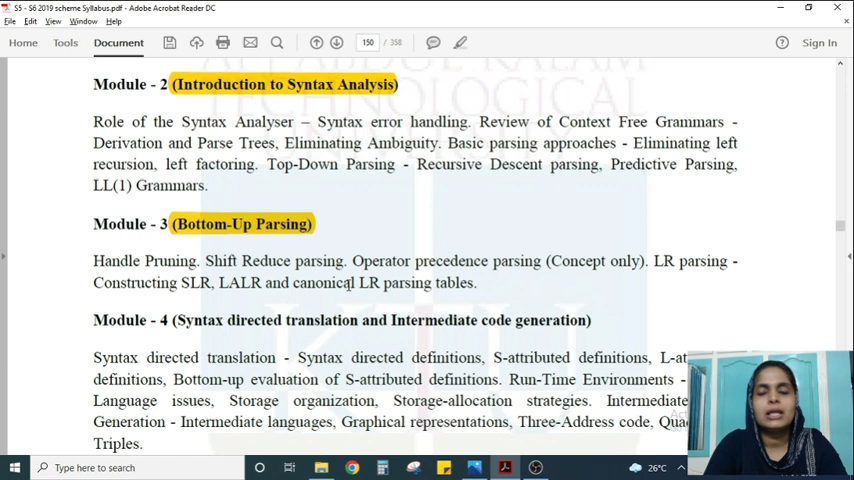 S5 - S6 2019 scheme Syllabus.pdf - Adobe Acrobat Reader DC
File Edit View Window Help
Home Tools Document 150 / 358 Sign In
TECHNOLOGICAL
UNIVERSITY
Module - 2 (Introduction to Syntax Analysis)
Role of the Syntax Analyser – Syntax error handling. Review of Context Free Grammars -
Derivation and Parse Trees, Eliminating Ambiguity. Basic parsing approaches - Eliminating left
recursion, left factoring. Top-Down Parsing - Recursive Descent parsing, Predictive Parsing,
LL(1) Grammars.
Module - 3 (Bottom-Up Parsing)
Handle Pruning. Shift Reduce parsing. Operator precedence parsing (Concept only). LR parsing -
Constructing SLR, LALR and canonical LR parsing tables.
Module - 4 (Syntax directed translation and Intermediate code generation)
Syntax directed translation - Syntax directed definitions, S-attributed definitions, L-at
definitions, Bottom-up evaluation of S-attributed definitions. Run-Time Environments -
Language issues, Storage organization, Storage-allocation strategies. Intermediate
Generation - Intermediate languages, Graphical representations, Three-Address code, Qua
Triples.
Type here to search
26°C